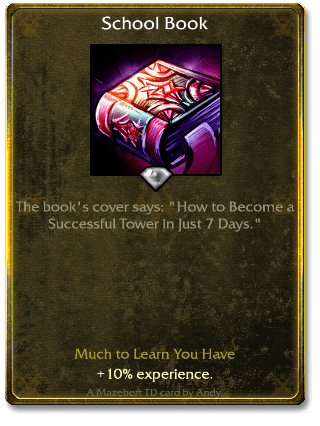 School Book
The book's cover says: "How to Become a
Successful Tower in Just 7 Days."
Much to Learn You Have
+10% experience.
A Mazebert TD card by Andy.